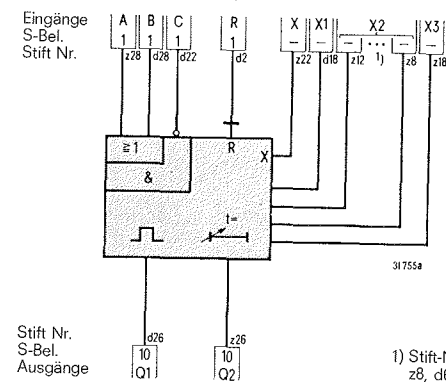 Eingänge A B C R X X1 X2 X3
S-Bel. 1 1 1 1 – – – ··· – –
Stift Nr. z28 d28 d22 d2 z22 d18 z12 1) z8 z18
≧1 R X
&
t=
31755a
Stift Nr. d26 z26
S-Bel. 10 10
Ausgänge Q1 Q2
1) Stift-N
z8, d6